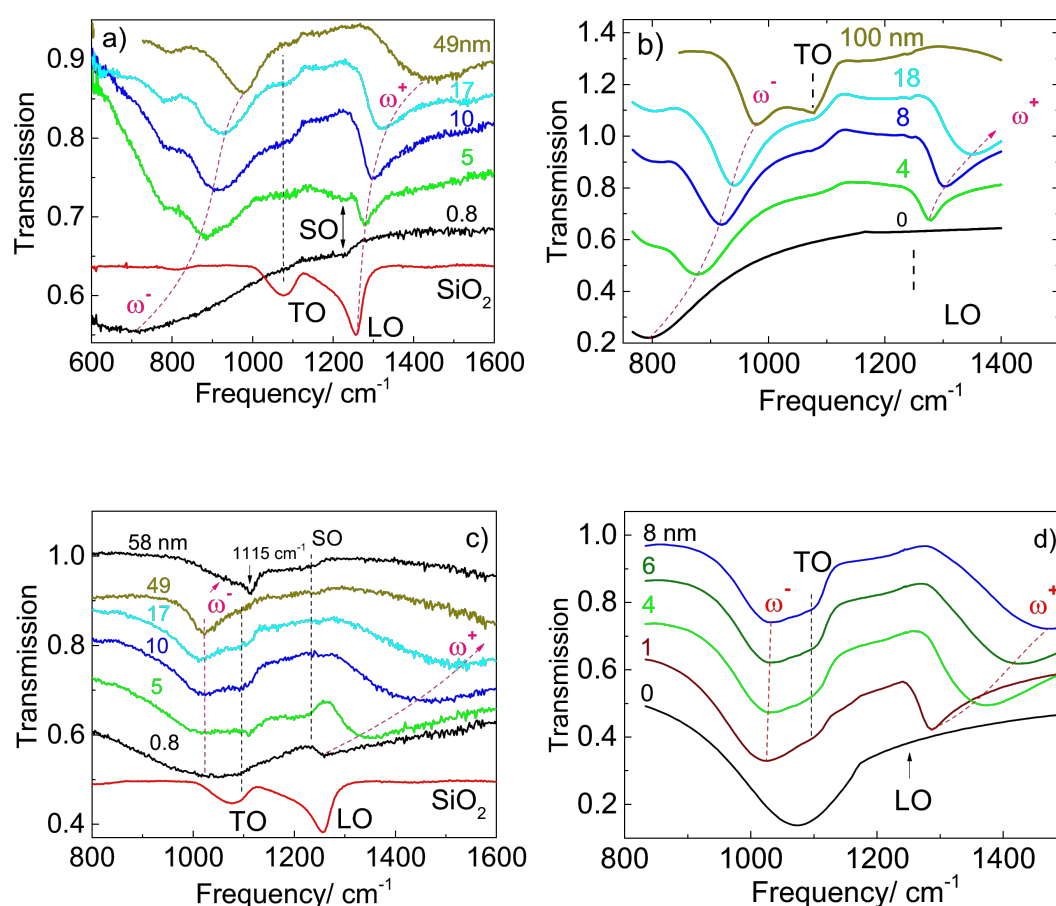 a)
49nm
17
10
5
0.8
ω⁺
ω⁻
SO
TO
LO
SiO₂
0.9
0.8
0.7
0.6
600 800 1000 1200 1400 1600
Transmission
Frequency/ cm⁻¹
b)
100 nm
TO
18
8
4
0
ω⁻
ω⁺
LO
1.4
1.2
1.0
0.8
0.6
0.4
0.2
800 1000 1200 1400
Transmission
Frequency/ cm⁻¹
c)
58 nm
1115 cm⁻¹
SO
49
17
10
5
0.8
ω⁻
ω⁺
TO
LO
SiO₂
1.0
0.8
0.6
0.4
800 1000 1200 1400 1600
Transmission
Frequency/ cm⁻¹
d)
8 nm
6
4
1
0
TO
ω⁻
ω⁺
LO
1.0
0.8
0.6
0.4
0.2
800 1000 1200 1400
Transmission
Frequency/ cm⁻¹